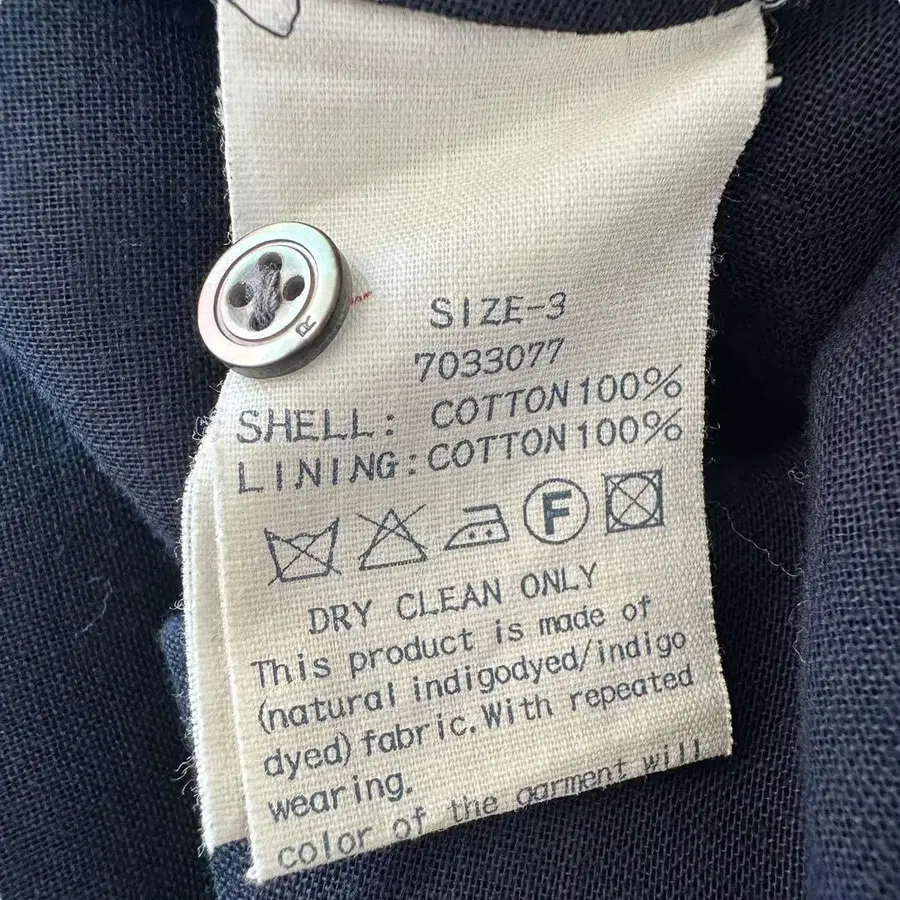 SIZE-3
7033077
SHELL: COTTON100%
LINING:COTTON100%
F
DRY CLEAN ONLY
This product is made of
(natural indigodyed/indigo
dyed) fabric.With repeated
wearing.
color of the garment will